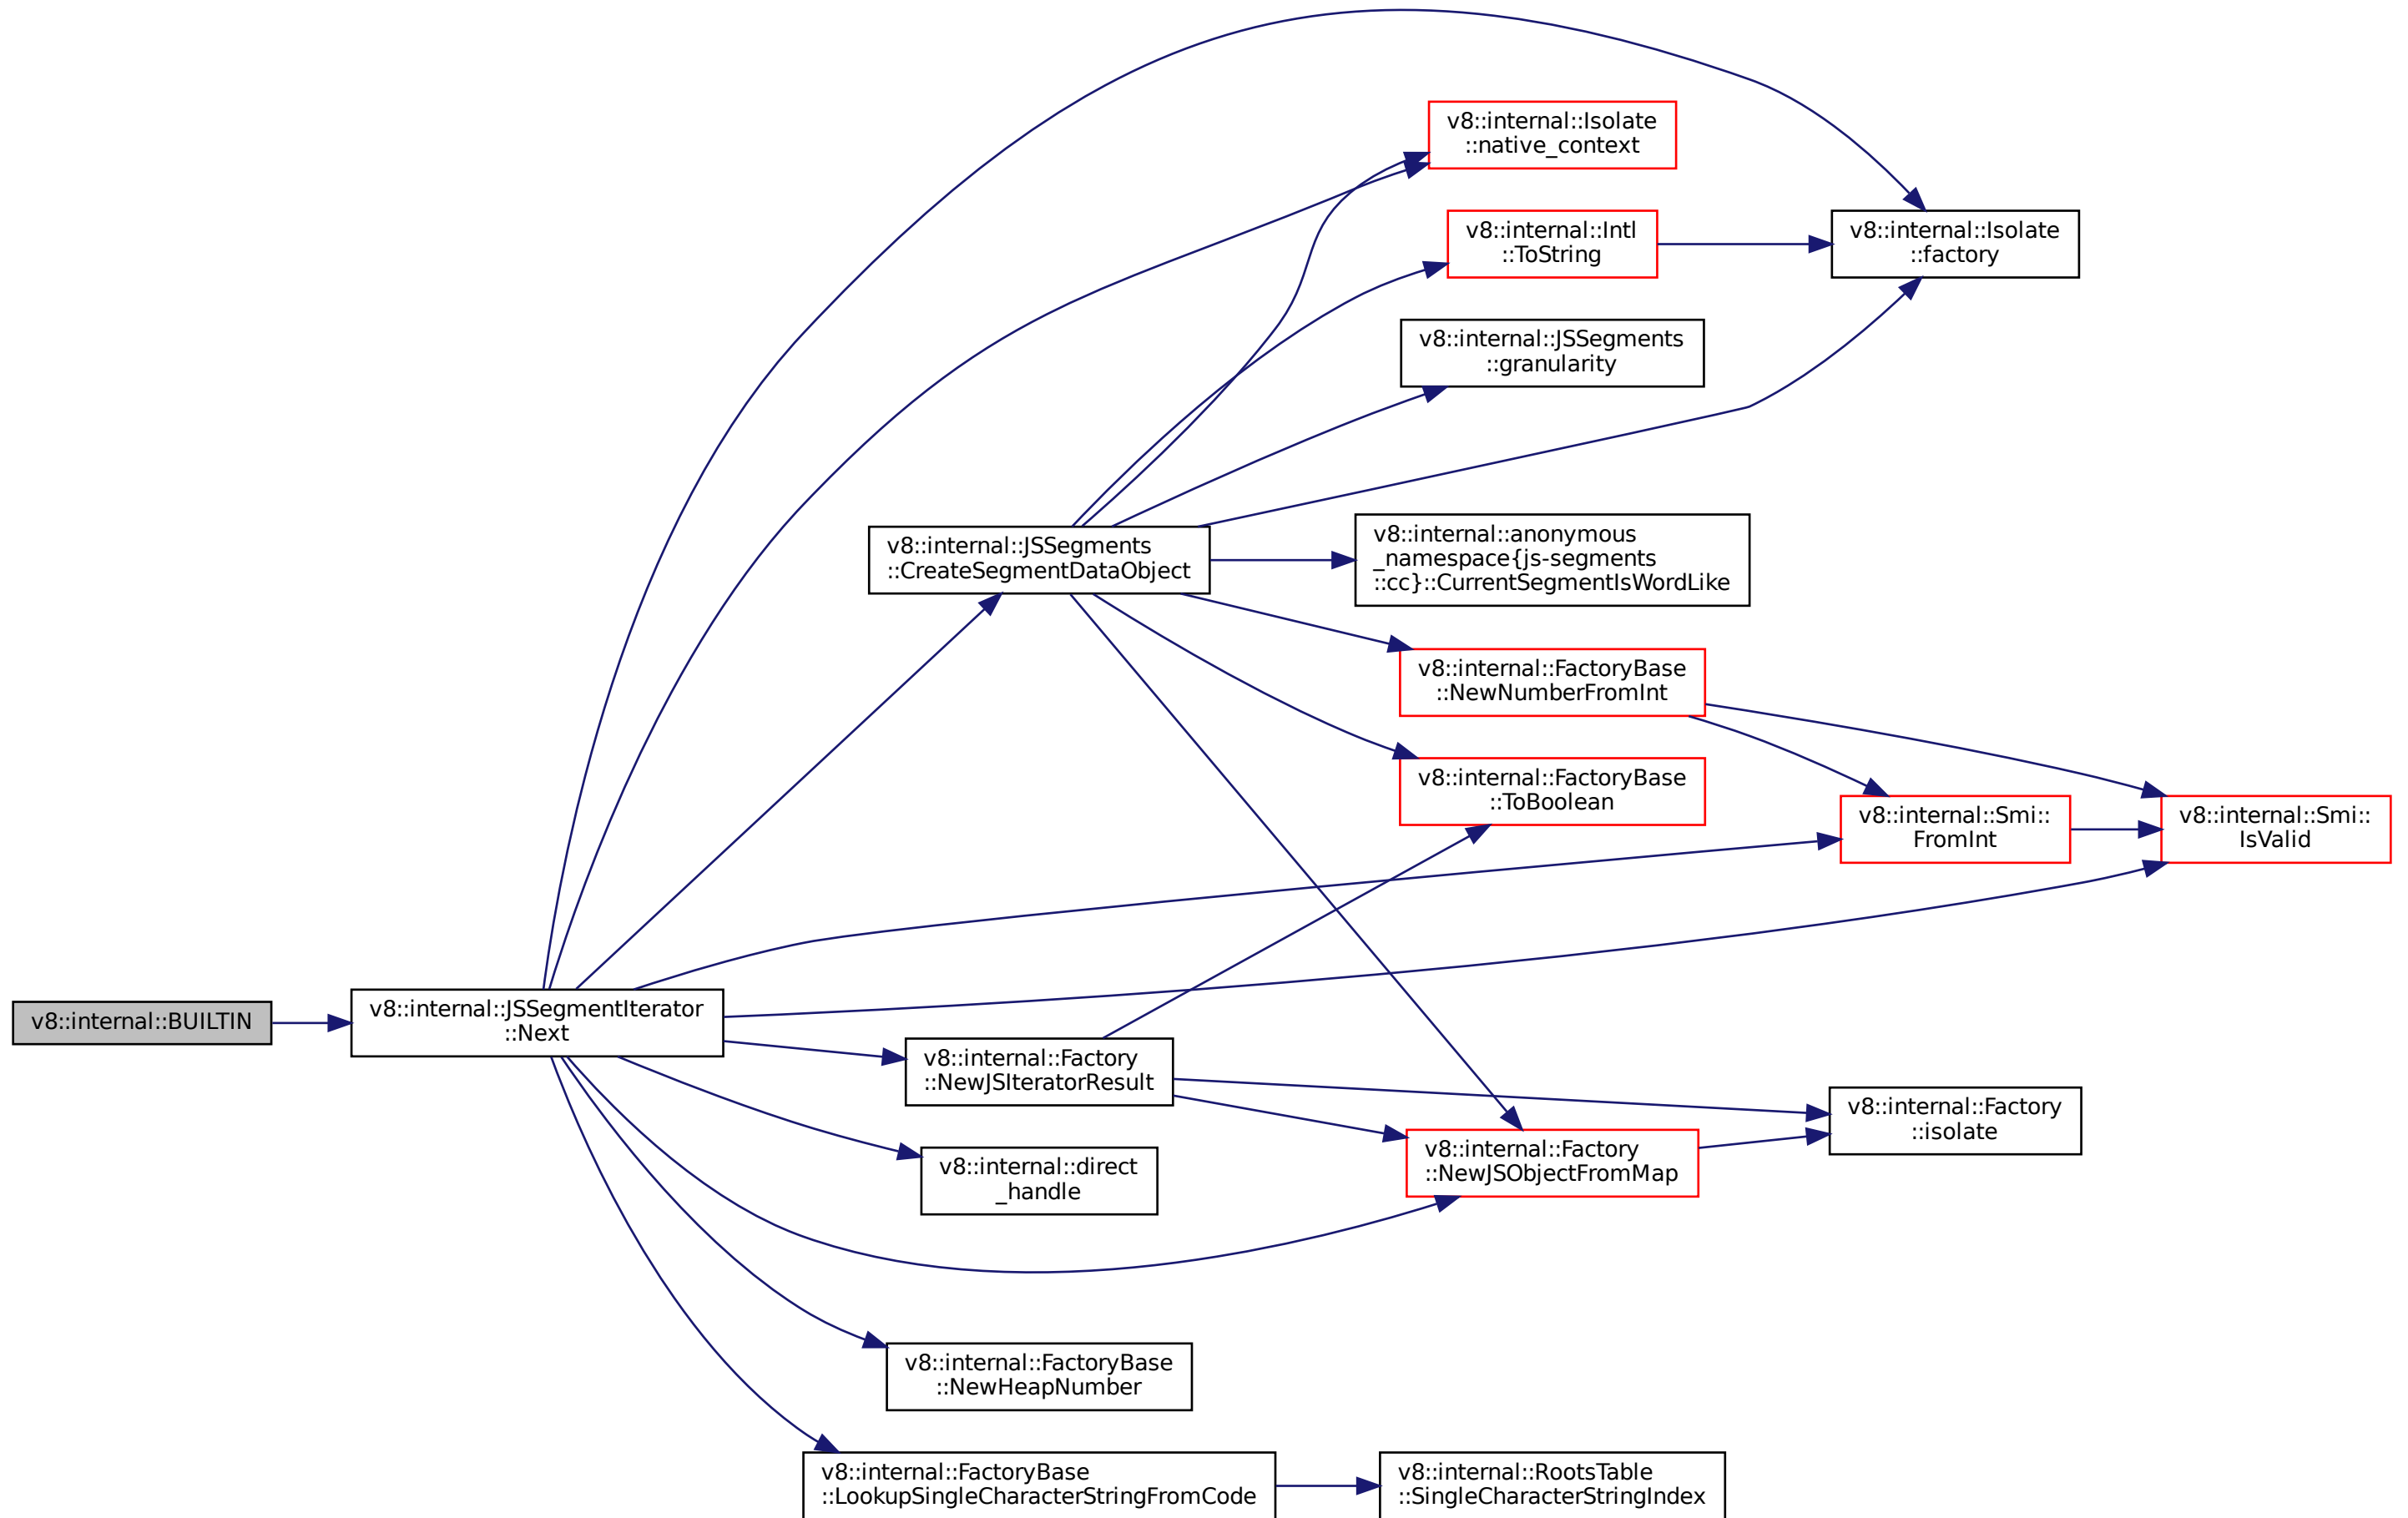 v8::internal::Isolate
::native_context
v8::internal::Intl
::ToString
v8::internal::Isolate
::factory
v8::internal::JSSegments
::granularity
v8::internal::JSSegments
::CreateSegmentDataObject
v8::internal::anonymous
_namespace{js-segments
::cc}::CurrentSegmentIsWordLike
v8::internal::FactoryBase
::NewNumberFromInt
v8::internal::FactoryBase
::ToBoolean
v8::internal::Smi::
FromInt
v8::internal::Smi::
IsValid
v8::internal::BUILTIN
v8::internal::JSSegmentIterator
::Next
v8::internal::Factory
::NewJSIteratorResult
v8::internal::Factory
::isolate
v8::internal::Factory
::NewJSObjectFromMap
v8::internal::direct
_handle
v8::internal::FactoryBase
::NewHeapNumber
v8::internal::FactoryBase
::LookupSingleCharacterStringFromCode
v8::internal::RootsTable
::SingleCharacterStringIndex